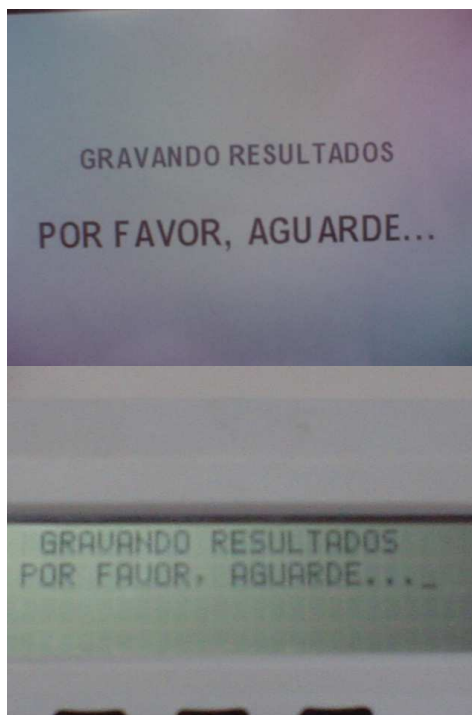 GRAVANDO RESULTADOS
POR FAVOR, AGUARDE...
GRAVANDO RESULTADOS
POR FAVOR, AGUARDE..._